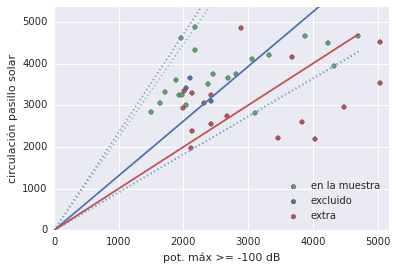 5000
4000
3000
2000
1000
0
circulación pasillo solar
0 1000 2000 3000 4000 5000
pot. máx >= -100 dB
en la muestra
excluido
extra